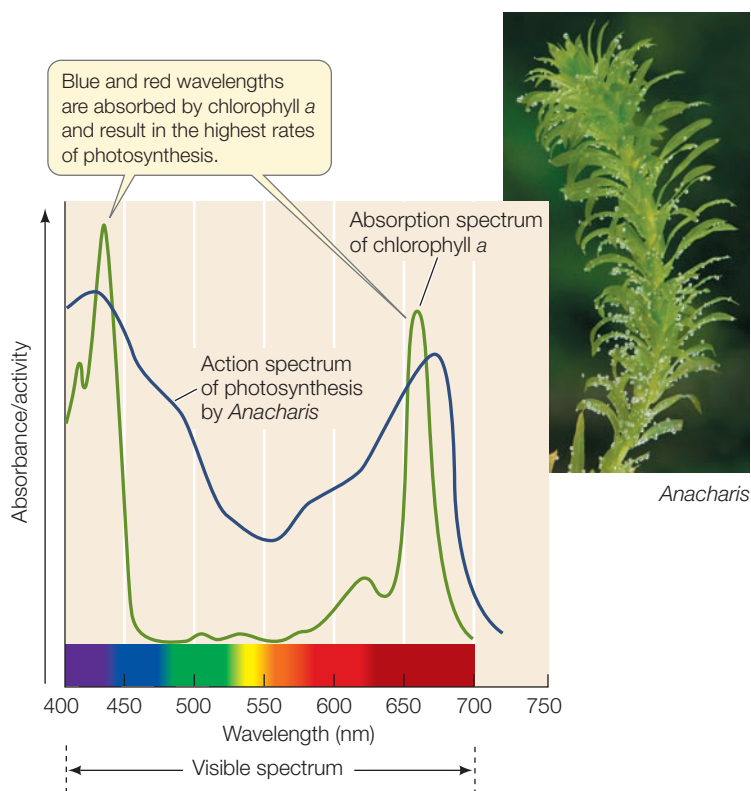 Blue and red wavelengths
are absorbed by chlorophyll a
and result in the highest rates
of photosynthesis.
Absorption spectrum
of chlorophyll a
Action spectrum
of photosynthesis
by Anacharis
Absorbance/activity
Anacharis
400 450 500 550 600 650 700 750
Wavelength (nm)
Visible spectrum